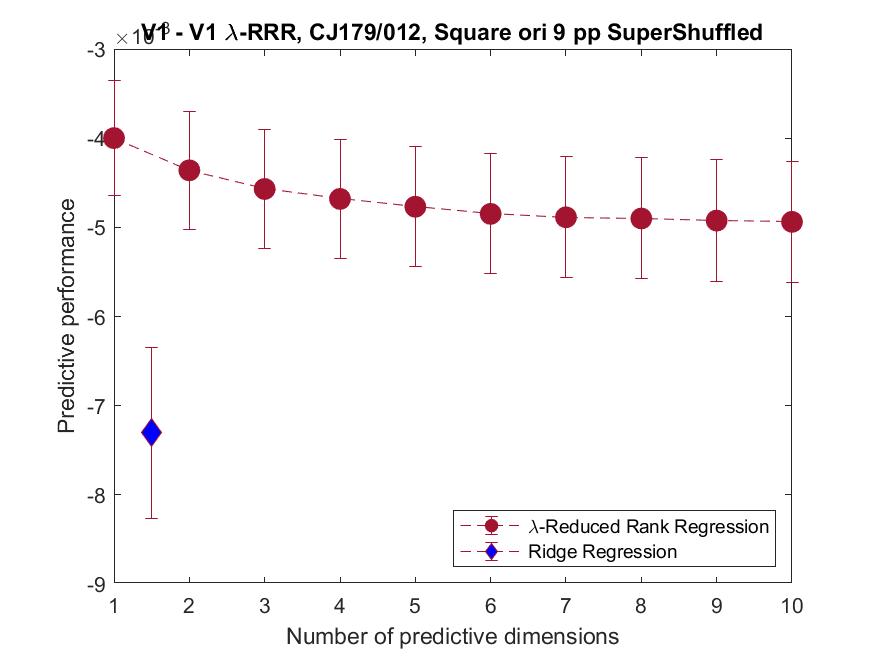 ×10-3
V1 - V1 λ-RRR, CJ179/012, Square ori 9 pp SuperShuffled
-3
-4
-5
-6
-7
-8
-9
Predictive performance
λ-Reduced Rank Regression
Ridge Regression
1 2 3 4 5 6 7 8 9 10
Number of predictive dimensions